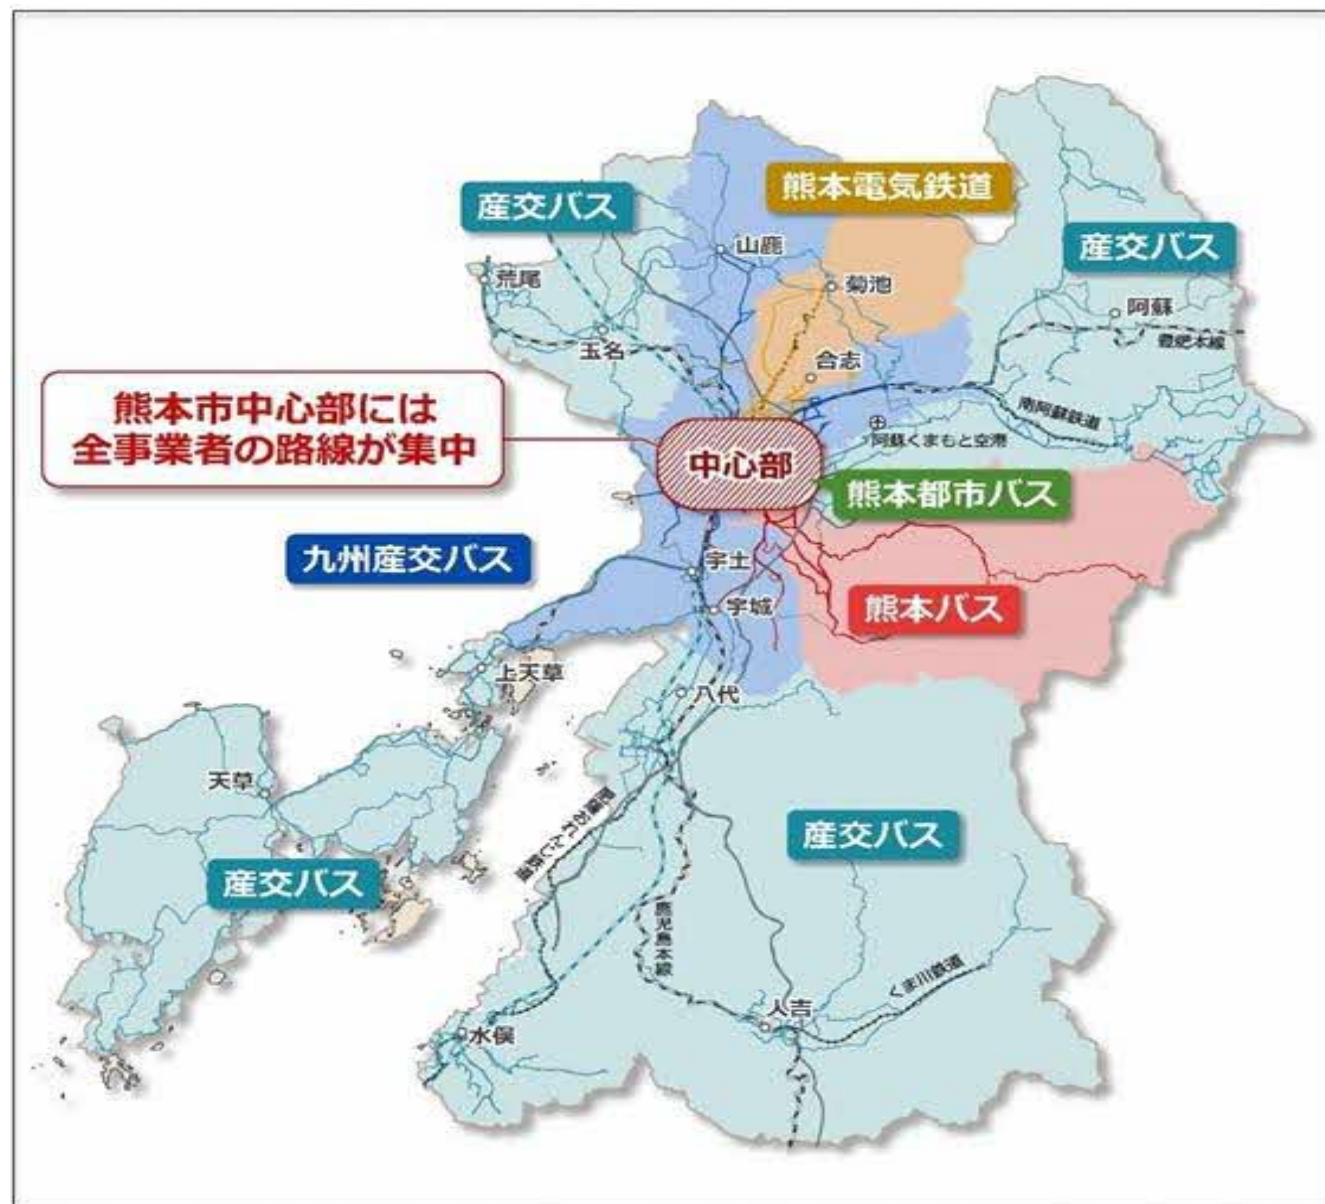 産交バス
熊本電気鉄道
産交バス
山鹿
菊池
荒尾
阿蘇
豊肥本線
玉名
合志
南阿蘇鉄道
阿蘇くまもと空港
熊本市中心部には
全事業者の路線が集中
中心部
熊本都市バス
九州産交バス
宇土
宇城
熊本バス
上天草
八代
天草
肥薩おれんじ鉄道
産交バス
産交バス
鹿児島本線
くま川鉄道
人吉
水俣